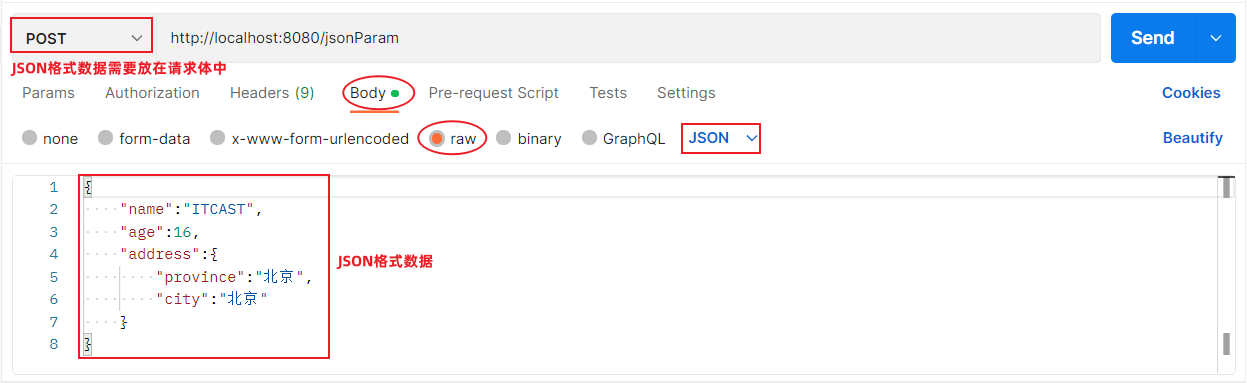 POST http://localhost:8080/jsonParam Send
JSON格式数据需要放在请求体中
Params Authorization Headers (9) Body Pre-request Script Tests Settings Cookies
none form-data x-www-form-urlencoded raw binary GraphQL JSON Beautify
1 {
2 "name":"ITCAST",
3 "age":16,
4 "address":{
JSON格式数据
5 "province":"北京",
6 "city":"北京"
7 }
8 }